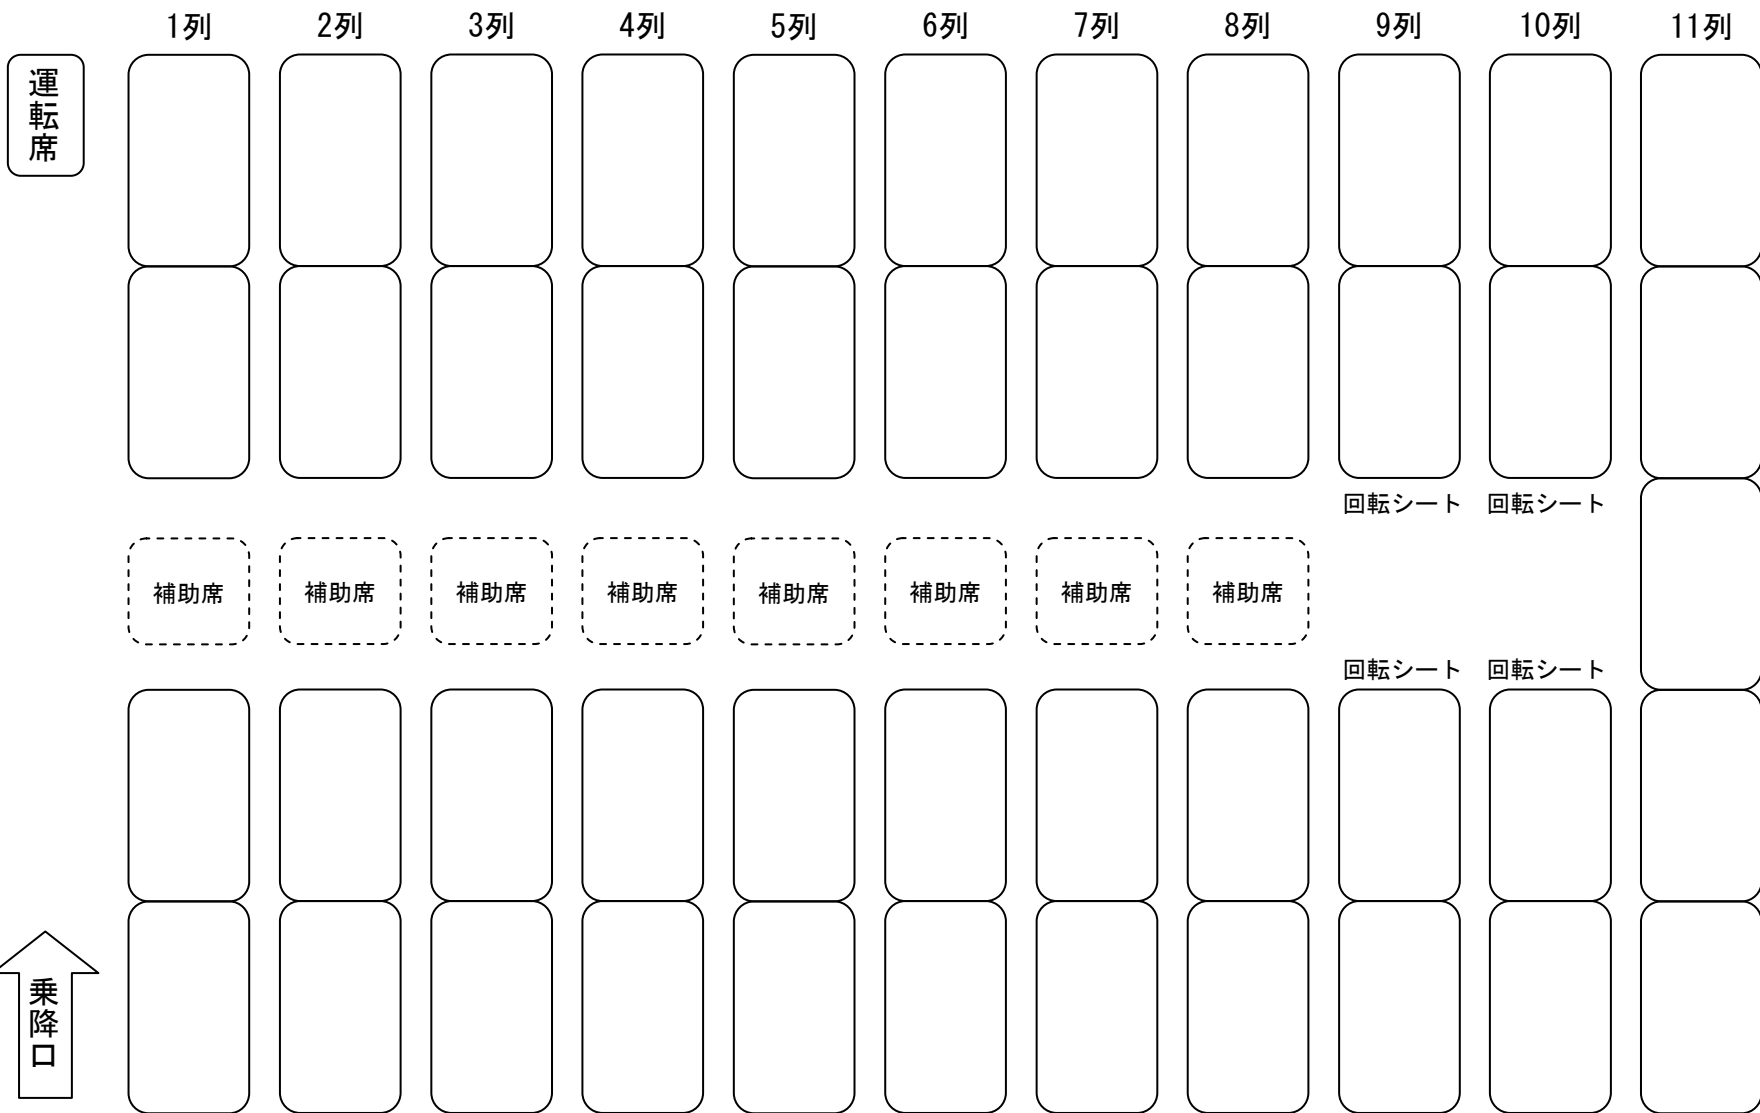 1列 2列 3列 4列 5列 6列 7列 8列 9列 10列 11列
運転席
回転シート 回転シート
補助席 補助席 補助席 補助席 補助席 補助席 補助席 補助席
回転シート 回転シート
乗降口